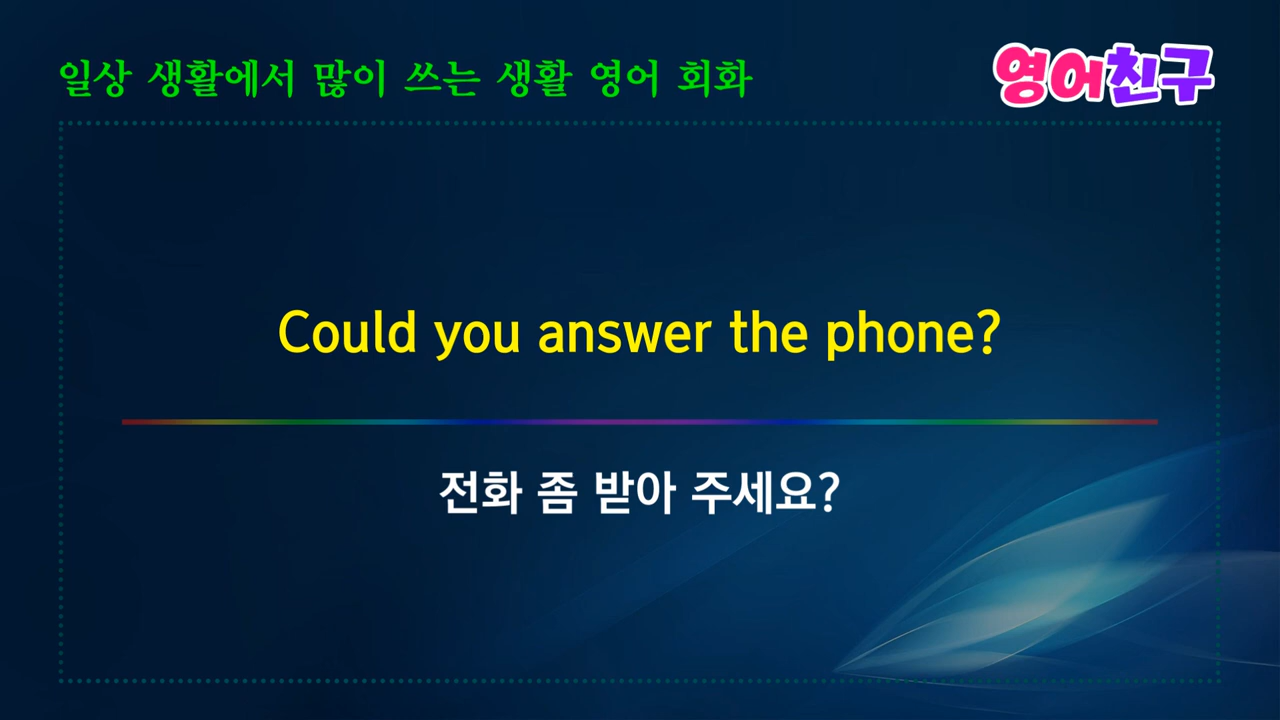 일상 생활에서 많이 쓰는 생활 영어 회화
영어친구
Could you answer the phone?
전화 좀 받아 주세요?